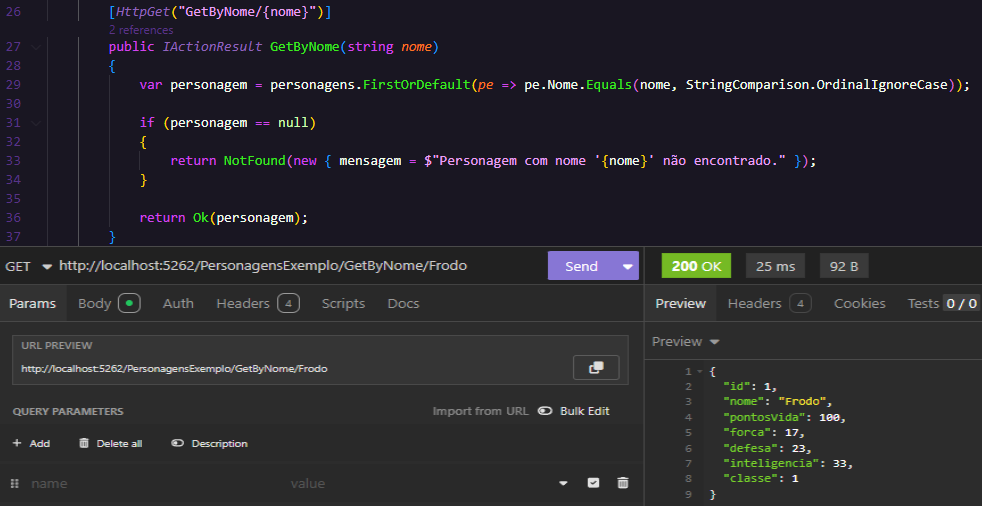 26 [HttpGet("GetByNome/{nome}")]
2 references
27 public IActionResult GetByNome(string nome)
28 {
29 var personagem = personagens.FirstOrDefault(pe => pe.Nome.Equals(nome, StringComparison.OrdinalIgnoreCase));
30
31 if (personagem == null)
32 {
33 return NotFound(new { mensagem = $"Personagem com nome '{nome}' não encontrado." });
34 }
35
36 return Ok(personagem);
37 }
GET http://localhost:5262/PersonagensExemplo/GetByNome/Frodo Send
Params Body Auth Headers 4 Scripts Docs
URL PREVIEW
http://localhost:5262/PersonagensExemplo/GetByNome/Frodo
QUERY PARAMETERS Import from URL Bulk Edit
+ Add Delete all Description
name value
200 OK 25 ms 92 B
Preview Headers 4 Cookies Tests 0 / 0
Preview
1 {
2 "id": 1,
3 "nome": "Frodo",
4 "pontosVida": 100,
5 "forca": 17,
6 "defesa": 23,
7 "inteligencia": 33,
8 "classe": 1
9 }